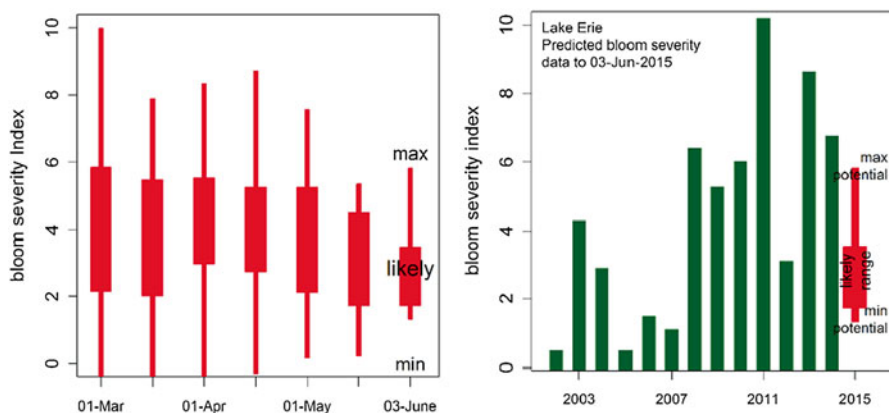 bloom severity Index
10
8
6
4
2
0
max
likely
min
01-Mar
01-Apr
01-May
03-June
bloom severity index
10
8
6
4
2
0
Lake Erie
Predicted bloom severity
data to 03-Jun-2015
max
potential
likely
range
min
potential
2003
2007
2011
2015